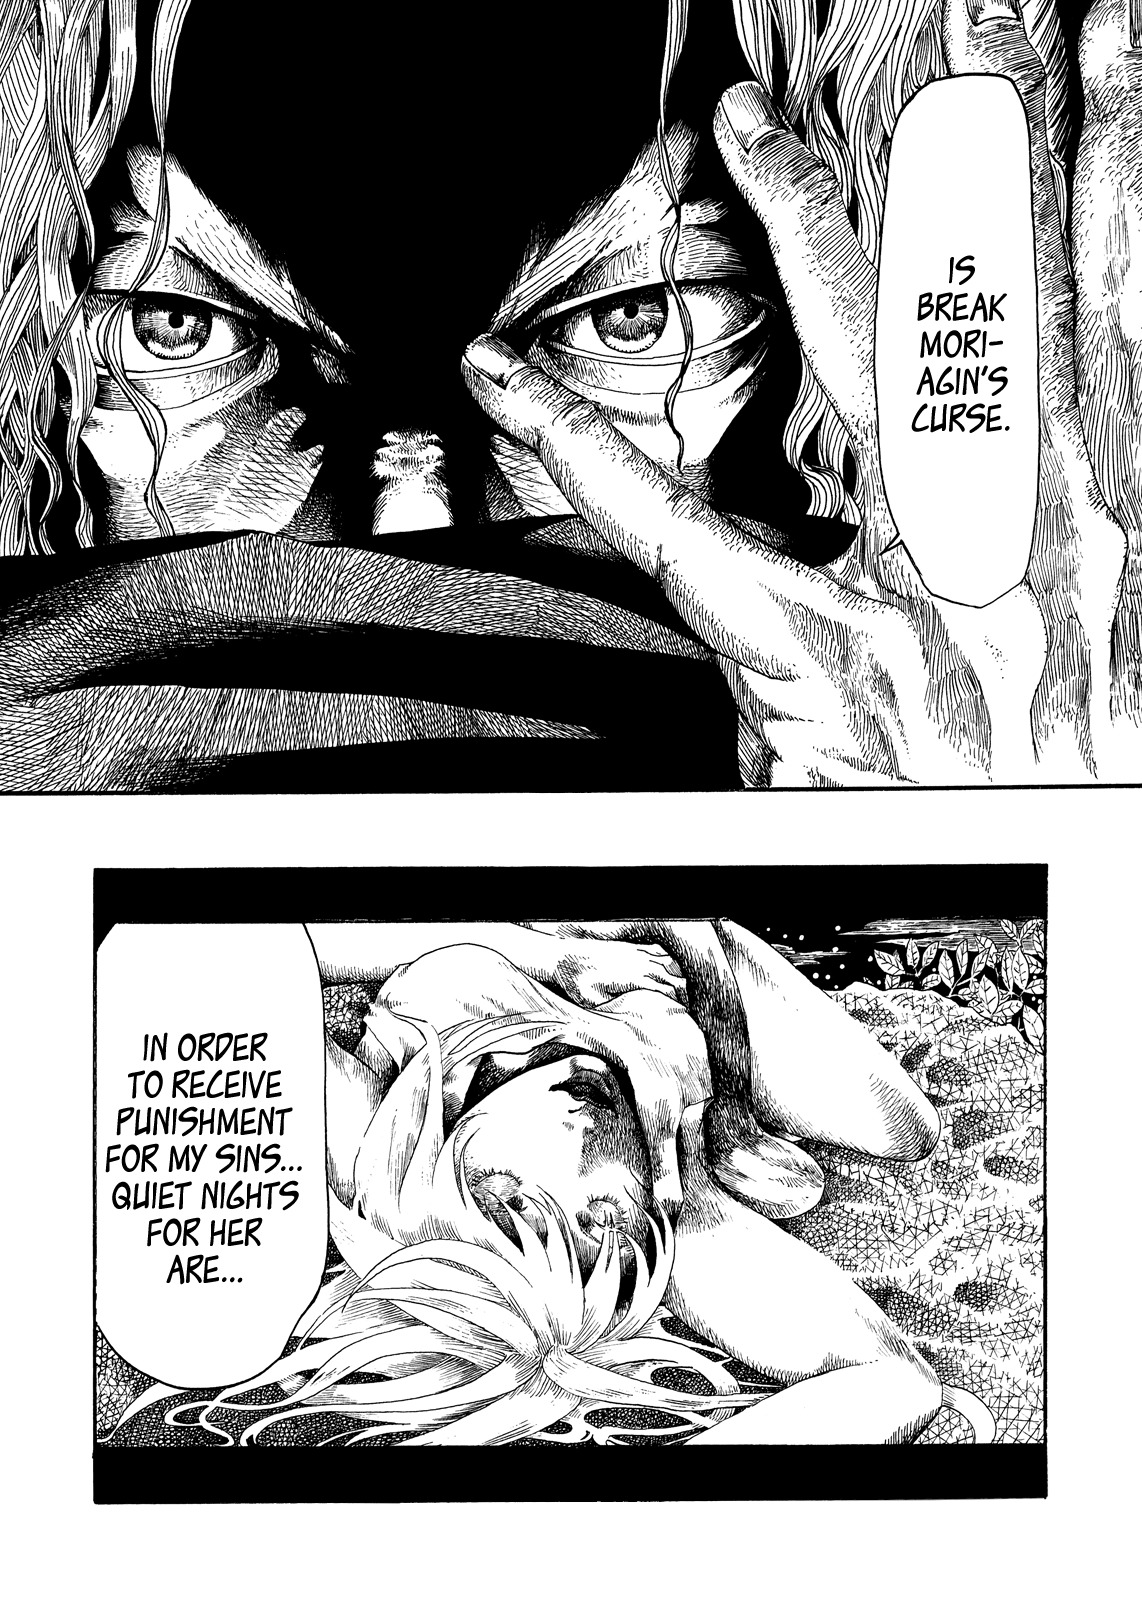 IS
BREAK
MORI-
AGIN'S
CURSE.
IN ORDER
TO RECEIVE
PUNISHMENT
FOR MY SINS...
QUIET NIGHTS
FOR HER
ARE...